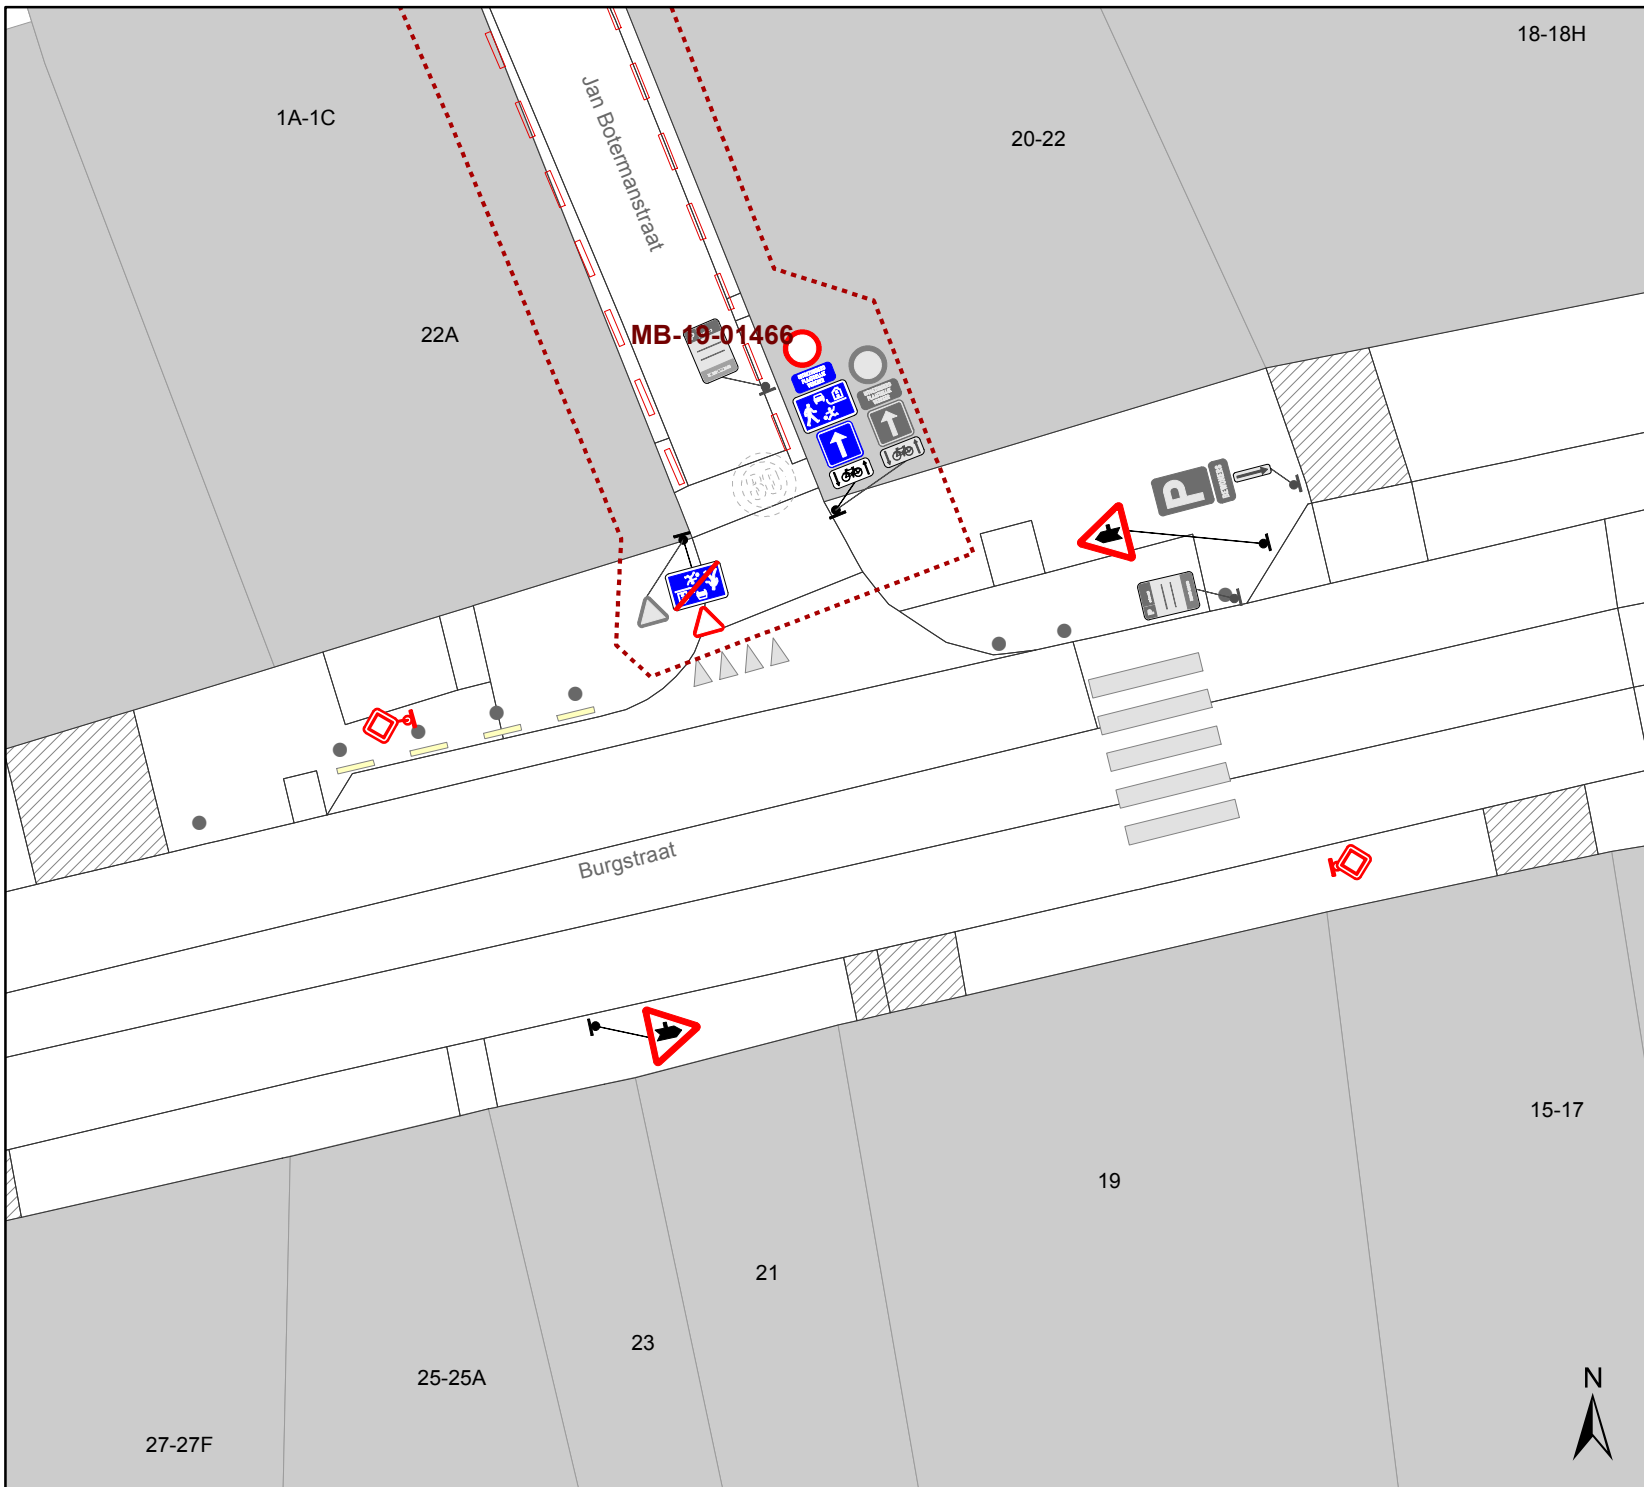 18-18H
1A-1C
20-22
Jan Botermanstraat
22A
MB-19-01466
P
Burgstraat
15-17
19
21
23
25-25A
27-27F
N